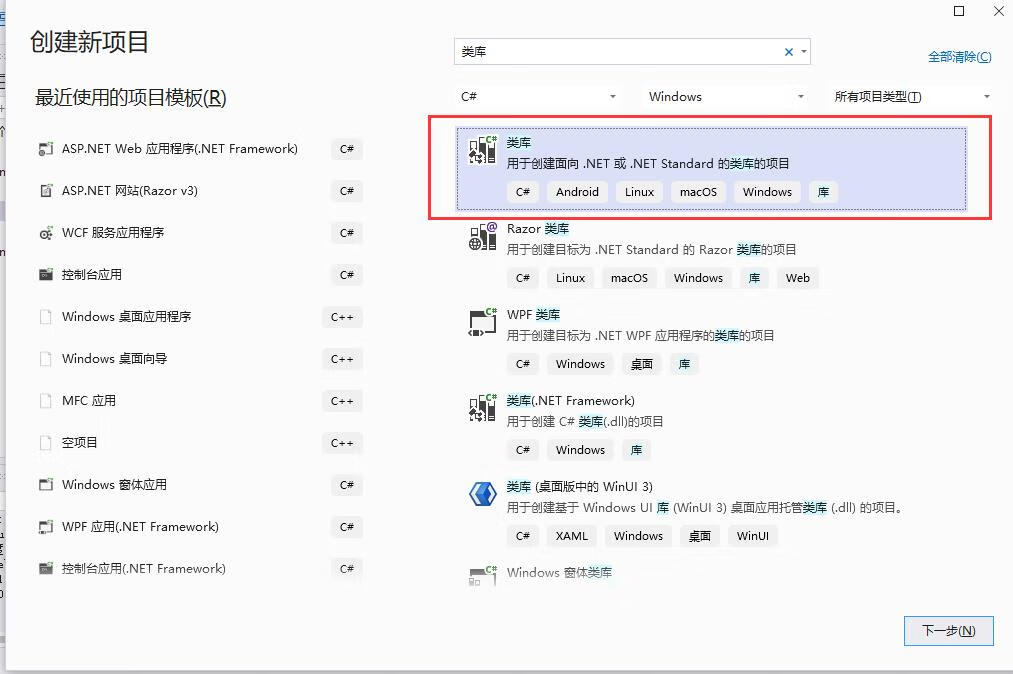 创建新项目
类库
全部清除(C)
最近使用的项目模板(R)
C#
Windows
所有项目类型(T)
ASP.NET Web 应用程序(.NET Framework)
C#
ASP.NET 网站(Razor v3)
C#
WCF 服务应用程序
C#
控制台应用
C#
Windows 桌面应用程序
C++
Windows 桌面向导
C++
MFC 应用
C++
空项目
C++
Windows 窗体应用
C#
WPF 应用(.NET Framework)
C#
控制台应用(.NET Framework)
C#
类库
用于创建面向 .NET 或 .NET Standard 的类库的项目
C# Android Linux macOS Windows 库
Razor 类库
用于创建目标为 .NET Standard 的 Razor 类库的项目
C# Linux macOS Windows 库 Web
WPF 类库
用于创建目标为 .NET WPF 应用程序的类库的项目
C# Windows 桌面 库
类库(.NET Framework)
用于创建 C# 类库(.dll)的项目
C# Windows 库
类库 (桌面版中的 WinUI 3)
用于创建基于 Windows UI 库 (WinUI 3) 桌面应用托管类库 (.dll) 的项目。
C# XAML Windows 桌面 WinUI
Windows 窗体类库
下一步(N)